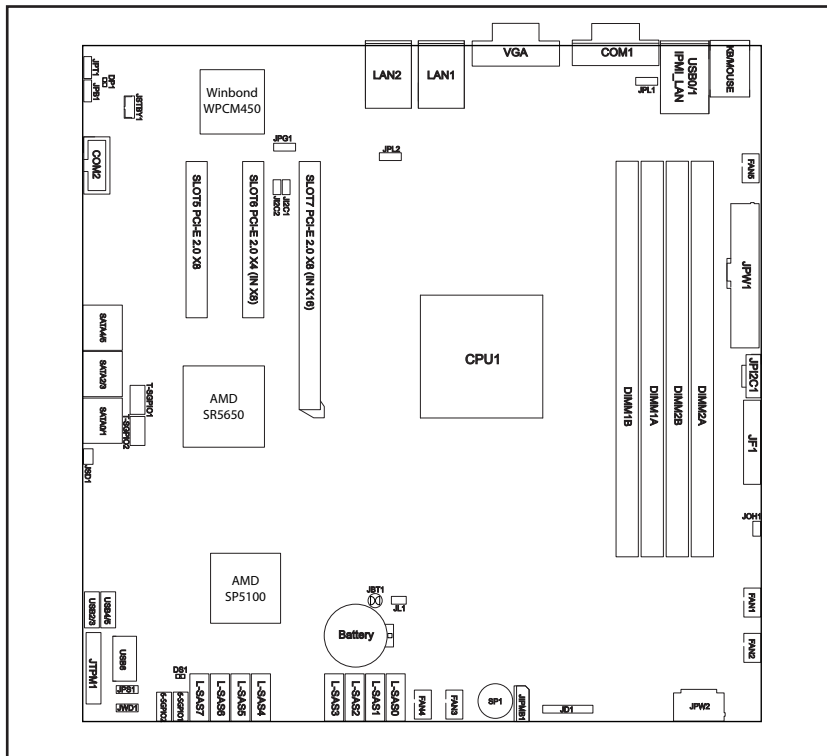 VGA
COM1
LAN2
LAN1
USB0/1
IPMI_LAN
KB/MOUSE
JPT1
DP1
JPB1
JSTBY1
Winbond
WPCM450
JPL1
JPG1
JPL2
COM2
FAN5
SLOT5 PCI-E 2.0 X8
SLOT6 PCI-E 2.0 X4 (IN X8)
JI2C2
JI2C1
SLOT7 PCI-E 2.0 X8 (IN X16)
JPW1
CPU1
SATA4/5
SATA2/3
SATA0/1
T-SGPIO1
T-SGPIO2
AMD
SR5650
DIMM1B
DIMM1A
DIMM2B
DIMM2A
JPI2C1
JF1
JSD1
JOH1
AMD
SP5100
JBT1
JL1
Battery
USB2/3
USB4/5
FAN1
FAN2
JTPM1
USB6
JPS1
JWD1
DS1
S-SGPIO2
S-SGPIO1
L-SAS7
L-SAS6
L-SAS5
L-SAS4
L-SAS3
L-SAS2
L-SAS1
L-SAS0
FAN4
FAN3
SP1
JIPMB1
JD1
JPW2